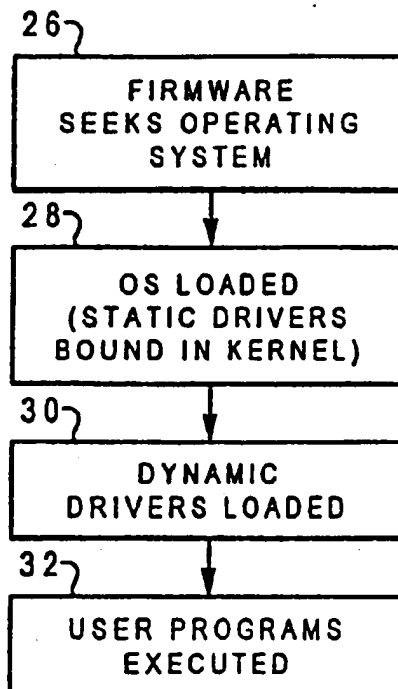 26
FIRMWARE
SEEKS OPERATING
SYSTEM
28
OS LOADED
(STATIC DRIVERS
BOUND IN KERNEL)
30
DYNAMIC
DRIVERS LOADED
32
USER PROGRAMS
EXECUTED